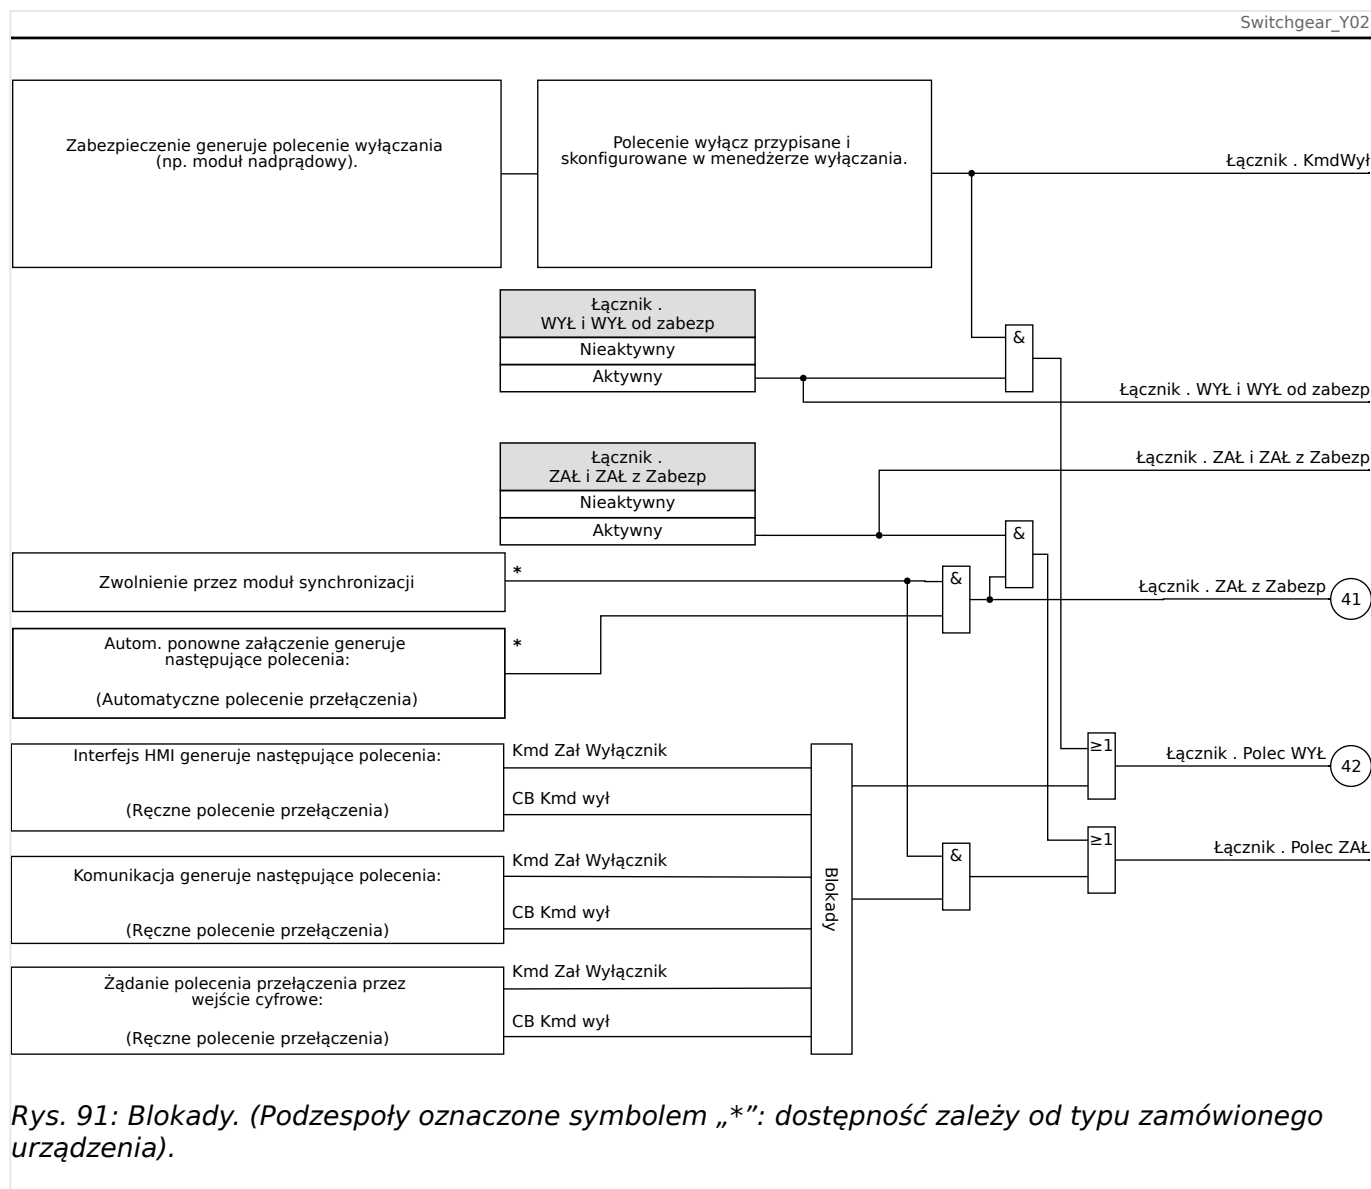 Switchgear_Y02
Zabezpieczenie generuje polecenie wyłączania
(np. moduł nadprądowy).
Polecenie wyłącz przypisane i
skonfigurowane w menedżerze wyłączania.
Łącznik . KmdWył
Łącznik .
WYŁ i WYŁ od zabezp
Nieaktywny
Aktywny
&
Łącznik . WYŁ i WYŁ od zabezp
Łącznik .
ZAŁ i ZAŁ z Zabezp
Nieaktywny
Aktywny
Łącznik . ZAŁ i ZAŁ z Zabezp
&
Zwolnienie przez moduł synchronizacji
*
&
Łącznik . ZAŁ z Zabezp
41
Autom. ponowne załączenie generuje
następujące polecenia:
(Automatyczne polecenie przełączenia)
*
Interfejs HMI generuje następujące polecenia:
(Ręczne polecenie przełączenia)
Kmd Zał Wyłącznik
CB Kmd wył
≥1
Łącznik . Polec WYŁ
42
Komunikacja generuje następujące polecenia:
(Ręczne polecenie przełączenia)
Kmd Zał Wyłącznik
CB Kmd wył
Blokady
&
≥1
Łącznik . Polec ZAŁ
Żądanie polecenia przełączenia przez
wejście cyfrowe:
(Ręczne polecenie przełączenia)
Kmd Zał Wyłącznik
CB Kmd wył
Rys. 91: Blokady. (Podzespoły oznaczone symbolem „*”: dostępność zależy od typu zamówionego
urządzenia).